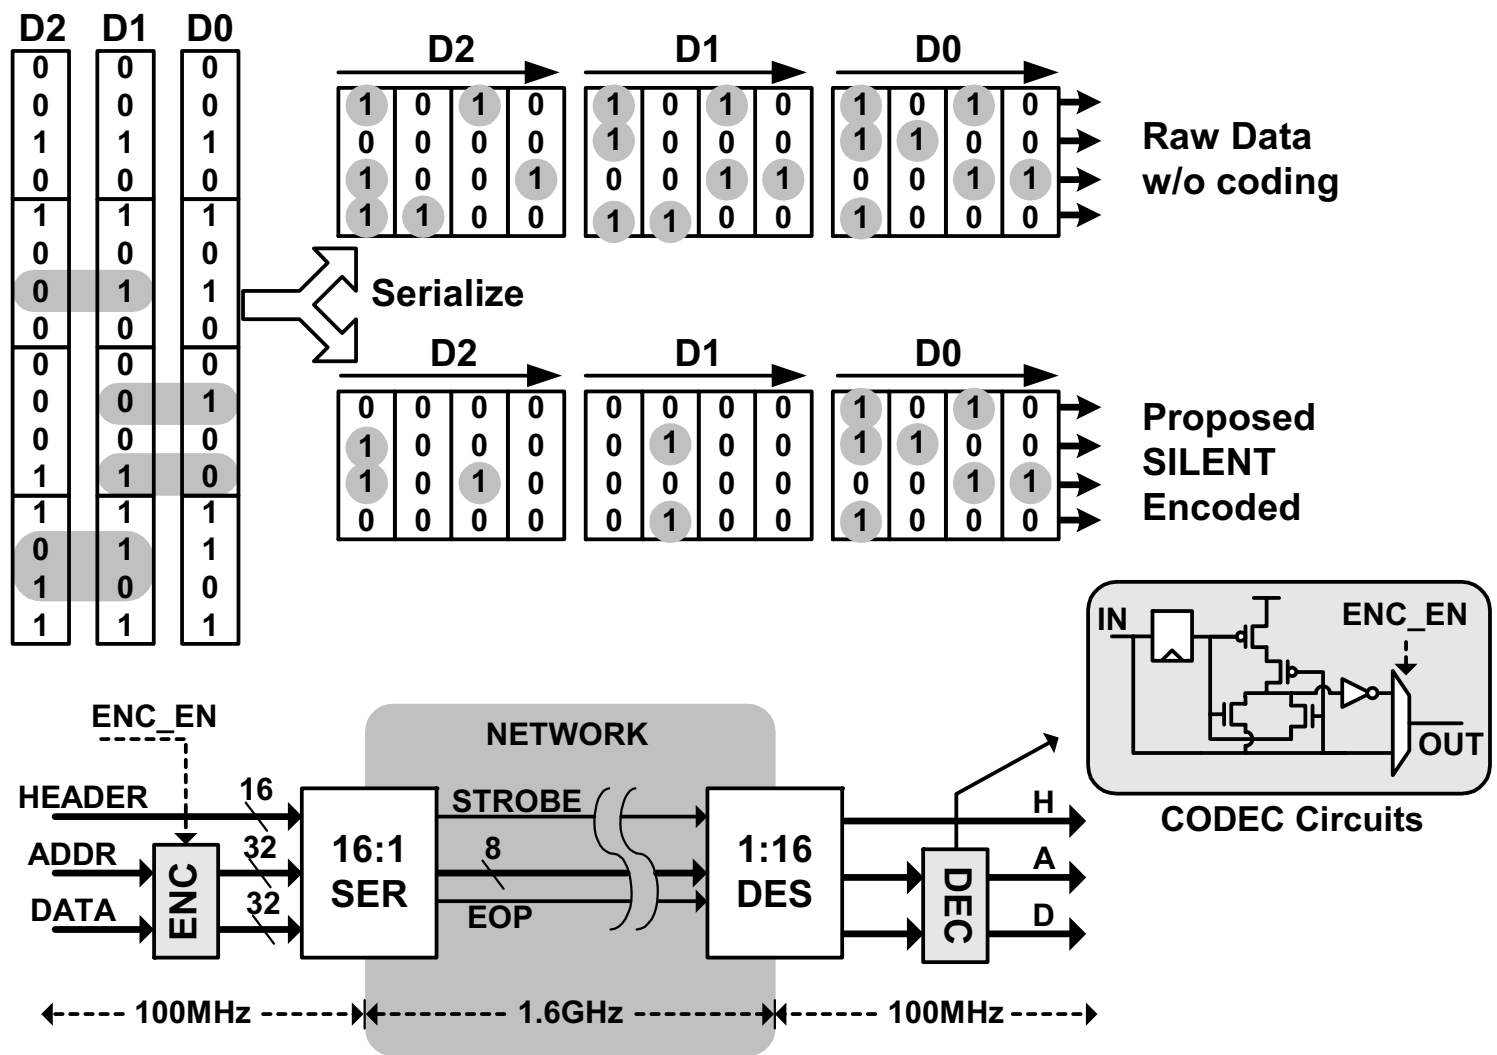 D2 D1 D0
0 0 0
0 0 0
1 1 1
0 0 0
1 1 1
0 0 0
0 1 1
0 0 0
0 0 0
0 0 1
0 0 0
1 1 0
1 1 1
0 1 1
1 0 0
1 1 1
D2 D1 D0
1 0 1 0 1 0 1 0 1 0 1 0
0 0 0 0 1 0 0 0 1 1 0 0
1 0 0 1 0 0 1 1 0 0 1 1
1 1 0 0 1 1 0 0 1 0 0 0
Raw Data
w/o coding
Serialize
D2 D1 D0
0 0 0 0 0 0 0 0 1 0 1 0
1 0 0 0 0 1 0 0 1 1 0 0
1 0 1 0 0 0 0 0 0 0 1 1
0 0 0 0 0 1 0 0 1 0 0 0
Proposed
SILENT
Encoded
IN
ENC_EN
OUT
CODEC Circuits
ENC_EN
NETWORK
HEADER
16
ADDR
32
DATA
32
ENC
16:1
SER
STROBE
8
EOP
1:16
DES
DEC
H
A
D
100MHz
1.6GHz
100MHz